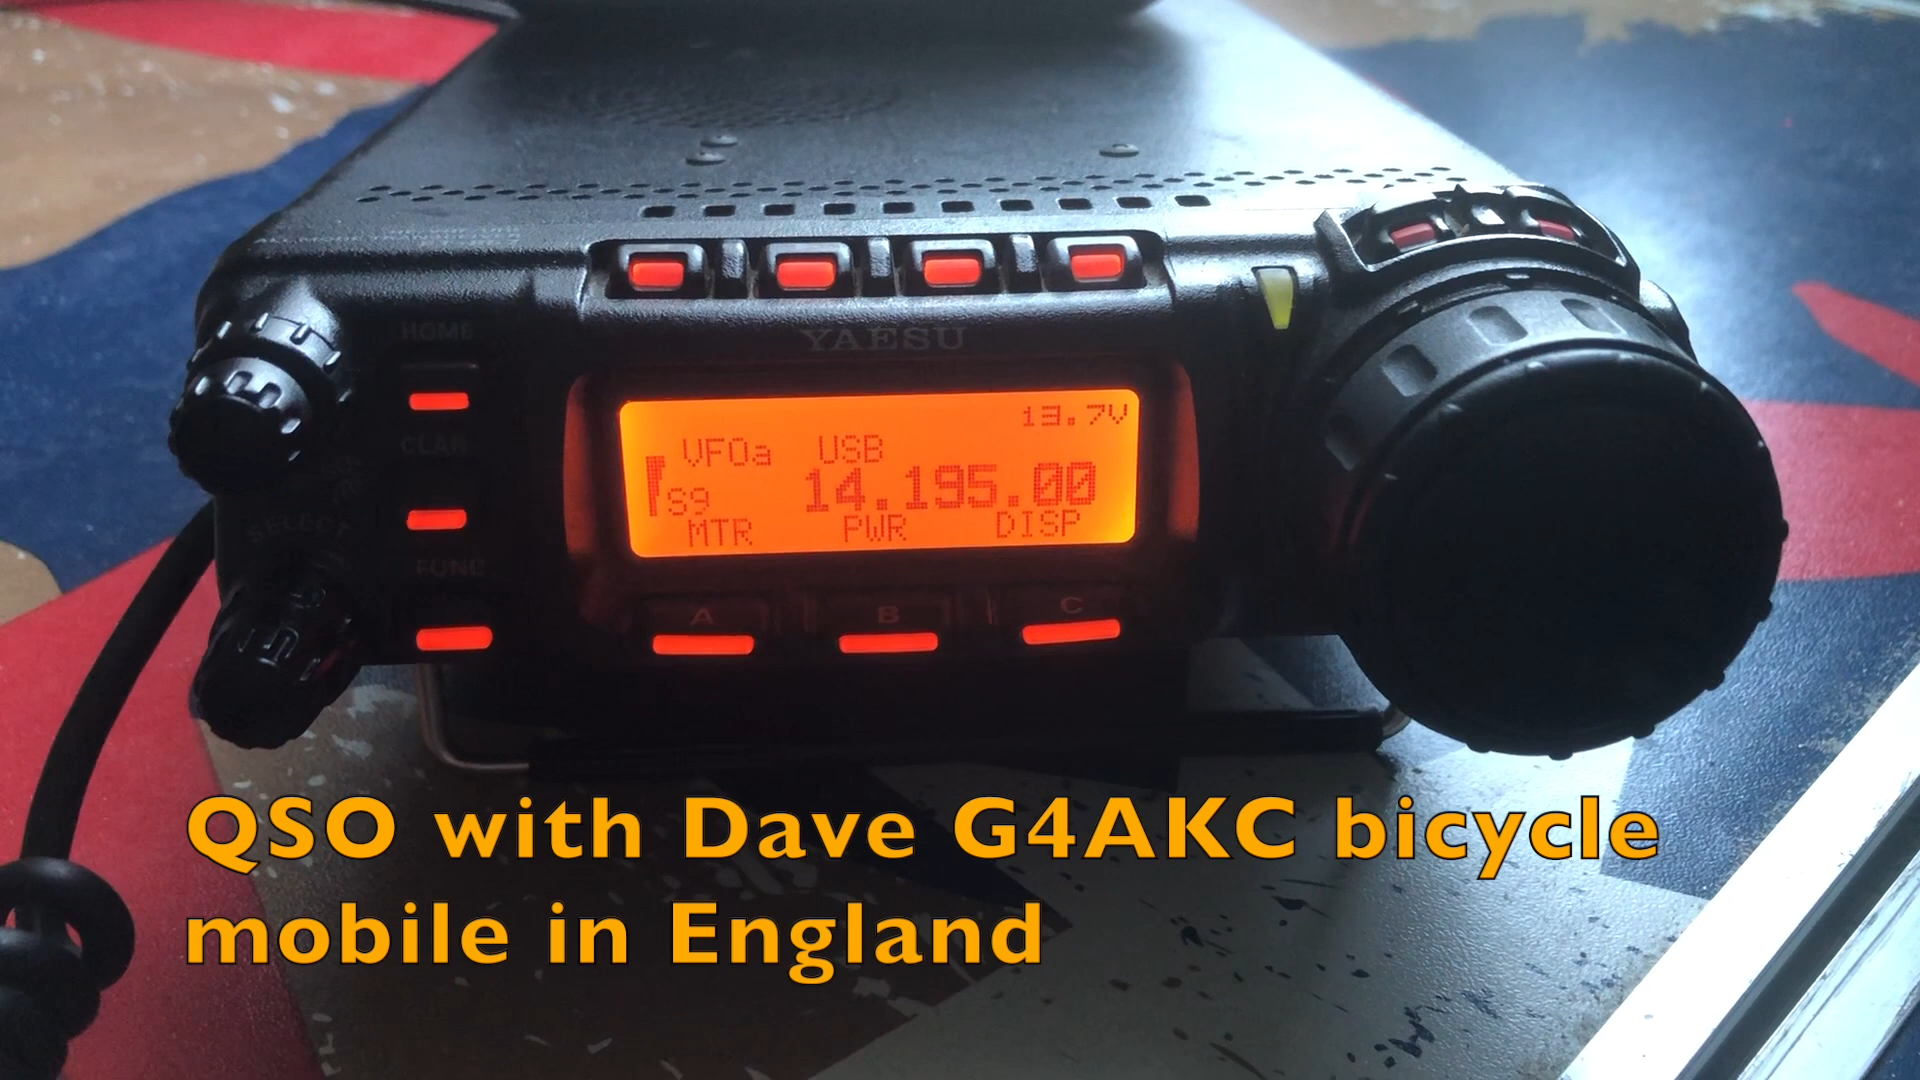 HOME
YAESU
CLAR
13.7V
VFOa USB
S9 14.195.00
SELECT
MTR PWR DISP
FUNC
A B C
QSO with Dave G4AKC bicycle
mobile in England